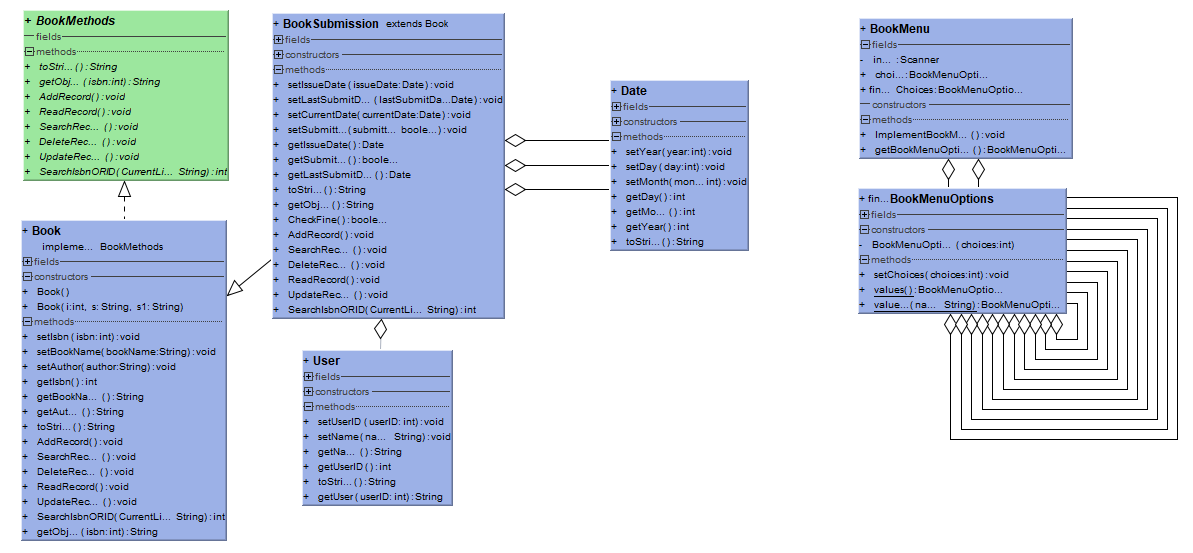 + BookMethods
fields
methods
+ toStri... (): String
+ getObj... (isbn:int): String
+ AddRecord(): void
+ ReadRecord(): void
+ SearchRec... (): void
+ DeleteRec... (): void
+ UpdateRec... (): void
+ SearchIsbnORID(CurrentLi... String): int
+ Book
impleme... BookMethods
fields
constructors
+ Book()
+ Book(i:int, s: String, s1: String)
methods
+ setIsbn (isbn: int): void
+ setBookName(bookName:String): void
+ setAuthor(author:String): void
+ getIsbn(): int
+ getBookNa... (): String
+ getAut... (): String
+ toStri... (): String
+ AddRecord(): void
+ SearchRec... (): void
+ DeleteRec... (): void
+ ReadRecord(): void
+ UpdateRec... (): void
+ SearchIsbnORID(CurrentLi... String): int
+ getObj... (isbn:int): String
+ BookSubmission extends Book
fields
constructors
methods
+ setIssueDate (issueDate: Date): void
+ setLastSubmitD... (lastSubmitDa...Date): void
+ setCurrentDate(currentDate:Date): void
+ setSubmitt... (submitt... boole...): void
+ getIssueDate(): Date
+ getSubmit... (): boole...
+ getLastSubmitD... (): Date
+ toStri... (): String
+ getObj... (): String
+ CheckFine(): boole...
+ AddRecord(): void
+ SearchRec... (): void
+ DeleteRec... (): void
+ ReadRecord(): void
+ UpdateRec... (): void
+ SearchIsbnORID(CurrentLi... String): int
+ User
fields
constructors
methods
+ setUserID (userID: int): void
+ setName(na... String): void
+ getNa... (): String
+ getUserID (): int
+ toStri... (): String
+ getUser (userID: int): String
+ Date
fields
constructors
methods
+ setYear(year:int): void
+ setDay (day:int): void
+ setMonth(mon... int): void
+ getDay(): int
+ getMo... (): int
+ getYear(): int
+ toStri... (): String
+ BookMenu
fields
- in... : Scanner
+ choi... : BookMenuOpti...
+ fin... Choices: BookMenuOptio...
constructors
methods
+ ImplementBookM... (): void
+ getBookMenuOpti... (): BookMenuOpti...
+ fin... BookMenuOptions
fields
constructors
- BookMenuOpti... (choices:int)
methods
+ setChoices (choices:int): void
+ values(): BookMenuOptio...
+ value... (na... String): BookMenuOpti...